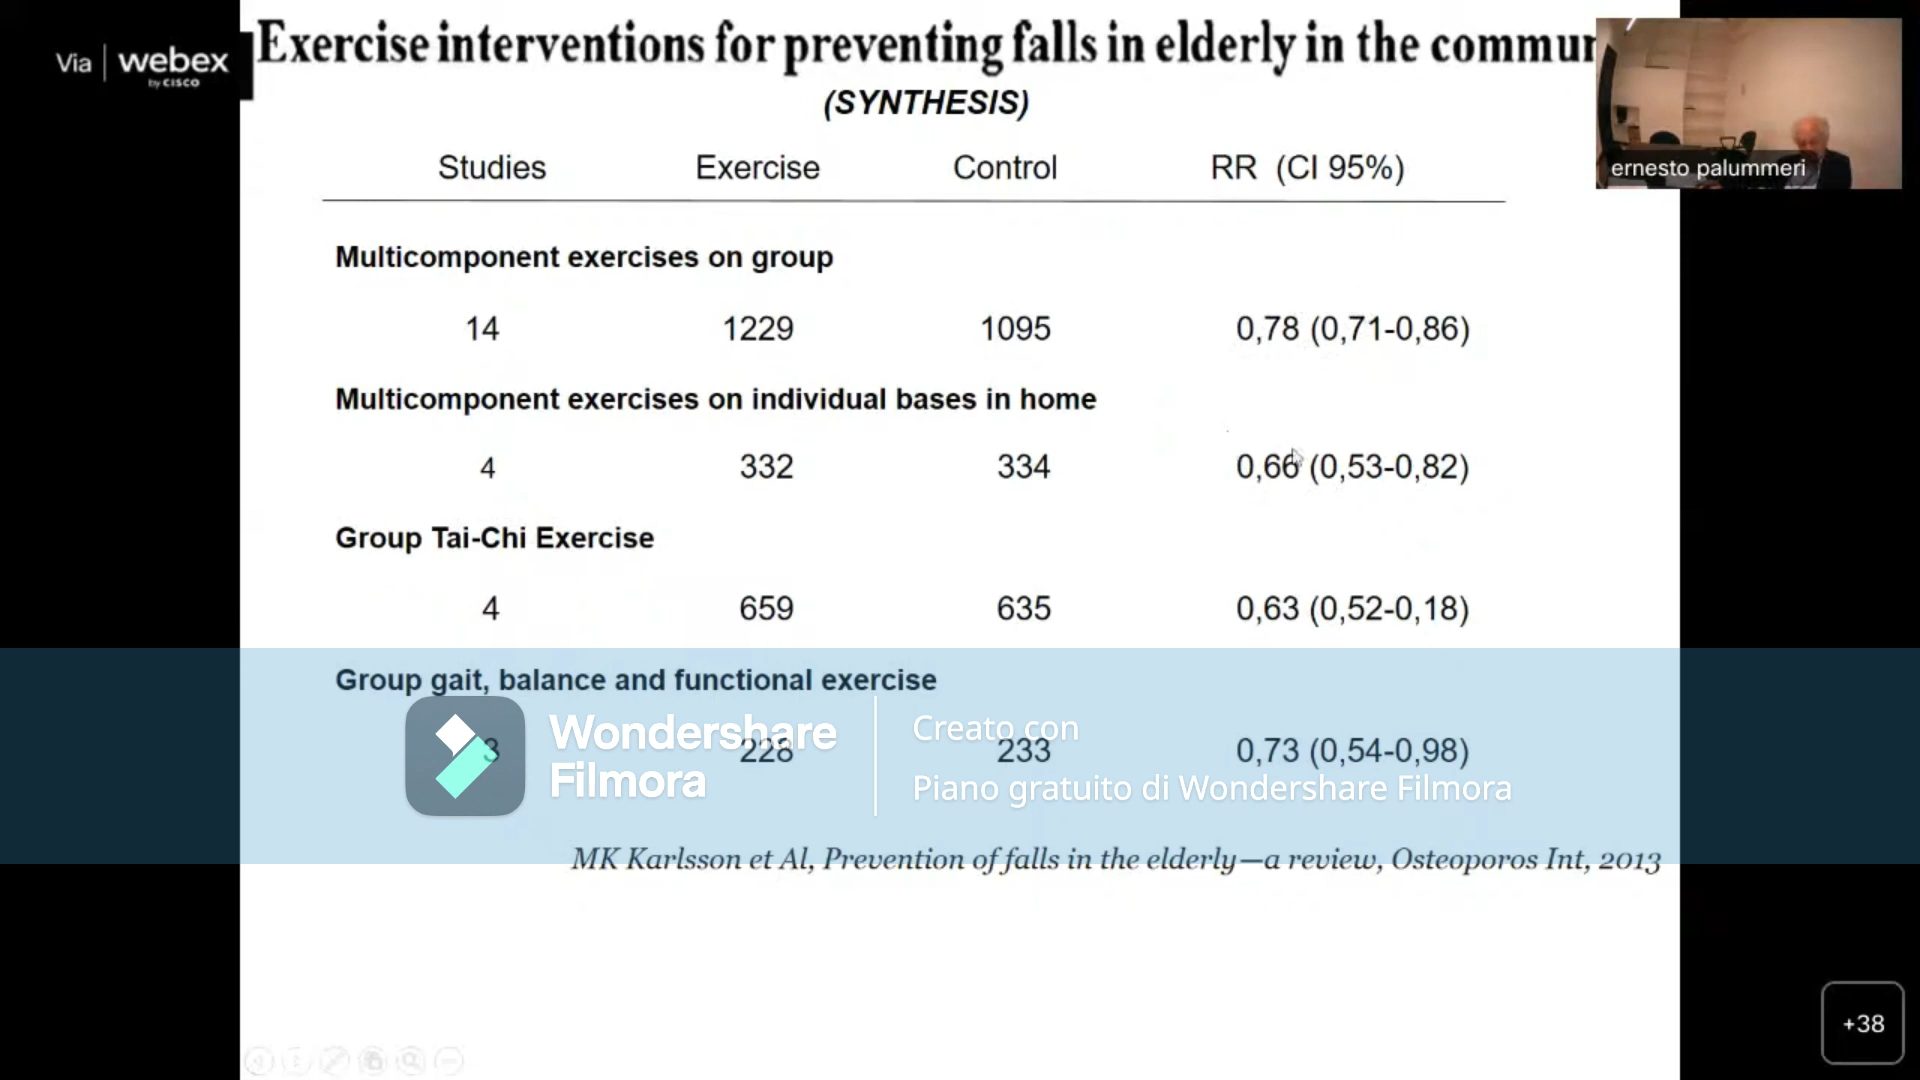 Via webex
by CISCO
Exercise interventions for preventing falls in elderly in the commun
(SYNTHESIS)
ernesto palummeri
Studies Exercise Control RR (CI 95%)
Multicomponent exercises on group
14 1229 1095 0,78 (0,71-0,86)
Multicomponent exercises on individual bases in home
4 332 334 0,66 (0,53-0,82)
Group Tai-Chi Exercise
4 659 635 0,63 (0,52-0,18)
Group gait, balance and functional exercise
3 228 233 0,73 (0,54-0,98)
Wondershare
Filmora
Creato con
Piano gratuito di Wondershare Filmora
MK Karlsson et Al, Prevention of falls in the elderly—a review, Osteoporos Int, 2013
+38